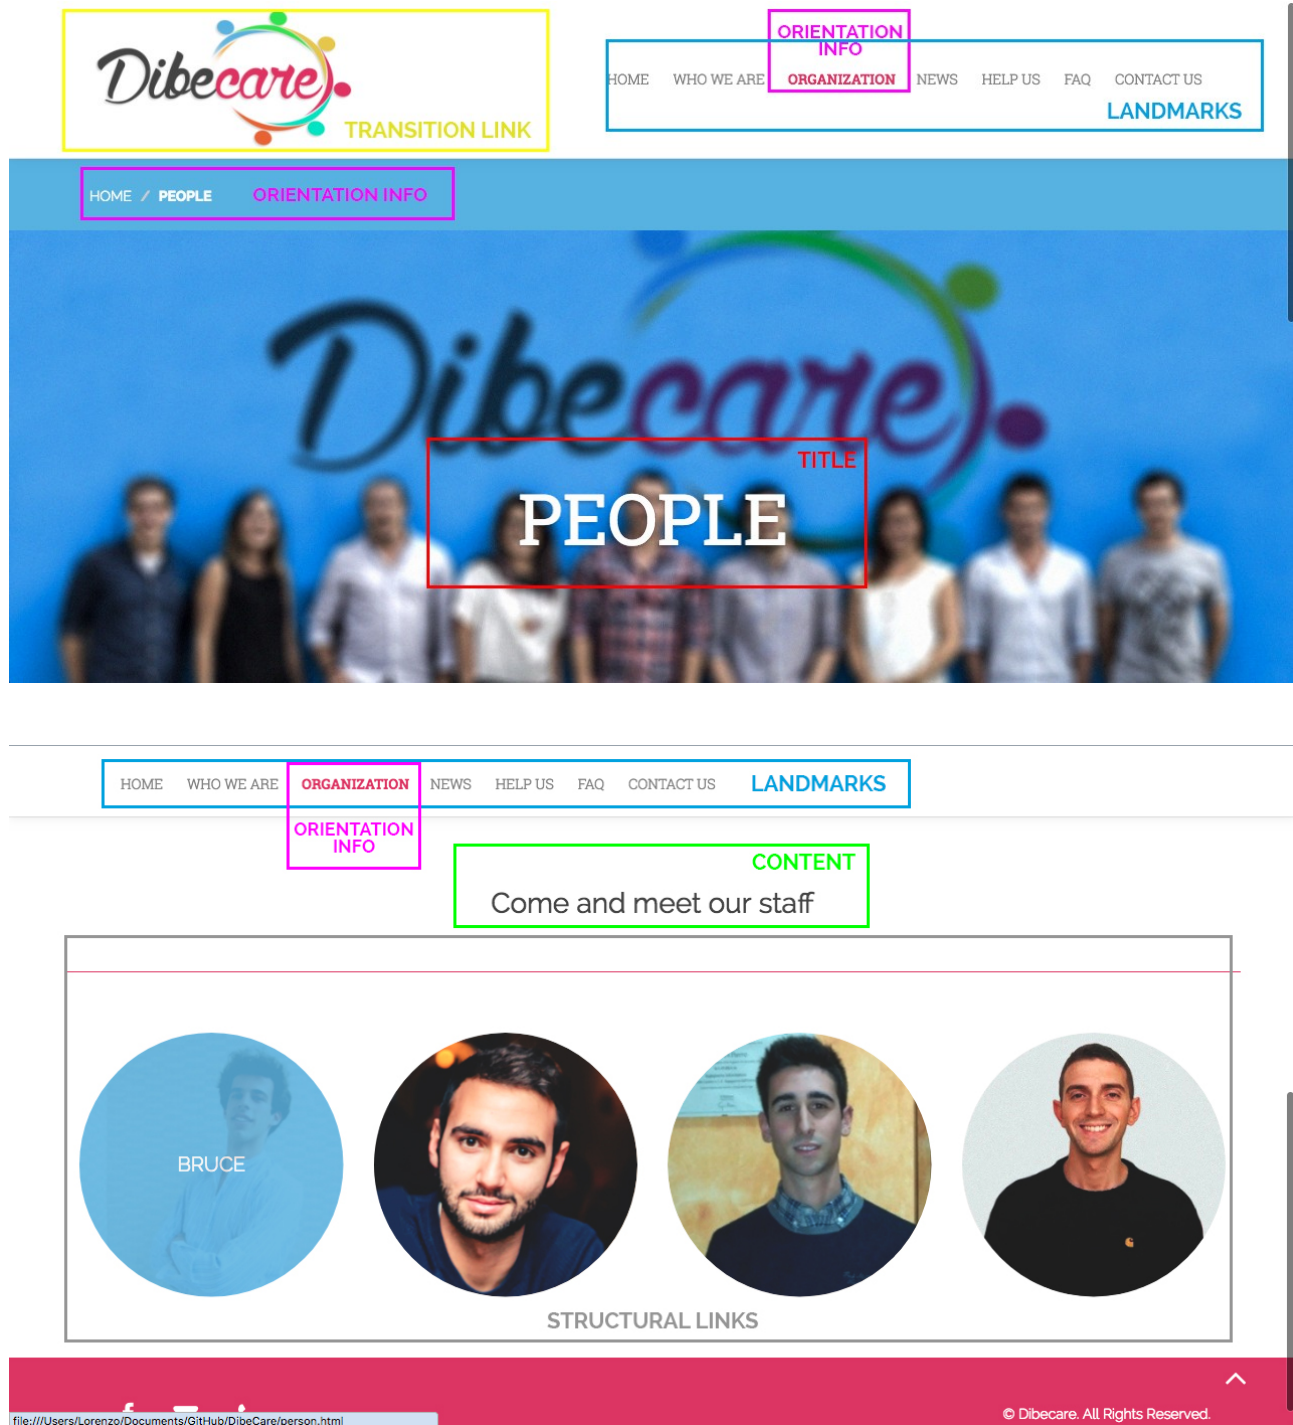 Dibecare
TRANSITION LINK
ORIENTATION
INFO
HOME WHO WE ARE ORGANIZATION NEWS HELP US FAQ CONTACT US
LANDMARKS
HOME / PEOPLE ORIENTATION INFO
Dibecare
TITLE
PEOPLE
HOME WHO WE ARE ORGANIZATION NEWS HELP US FAQ CONTACT US LANDMARKS
ORIENTATION
INFO
CONTENT
Come and meet our staff
BRUCE
STRUCTURAL LINKS
© Dibecare. All Rights Reserved.
file:///Users/Lorenzo/Documents/GitHub/DibeCare/person.html